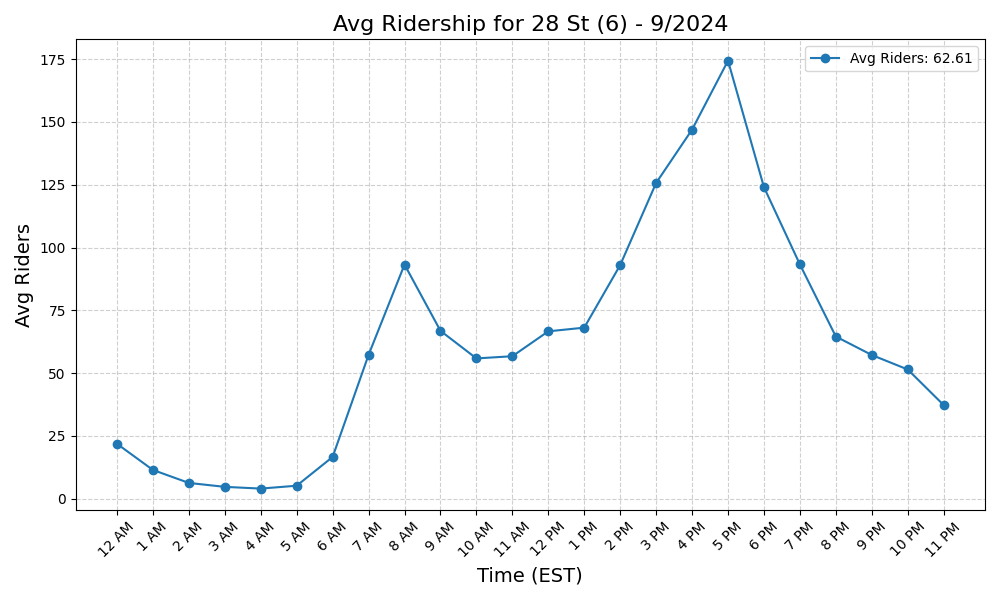 Avg Ridership for 28 St (6) - 9/2024
Avg Riders: 62.61
Avg Riders
175
150
125
100
75
50
25
0
12 AM
1 AM
2 AM
3 AM
4 AM
5 AM
6 AM
7 AM
8 AM
9 AM
10 AM
11 AM
12 PM
1 PM
2 PM
3 PM
4 PM
5 PM
6 PM
7 PM
8 PM
9 PM
10 PM
11 PM
Time (EST)